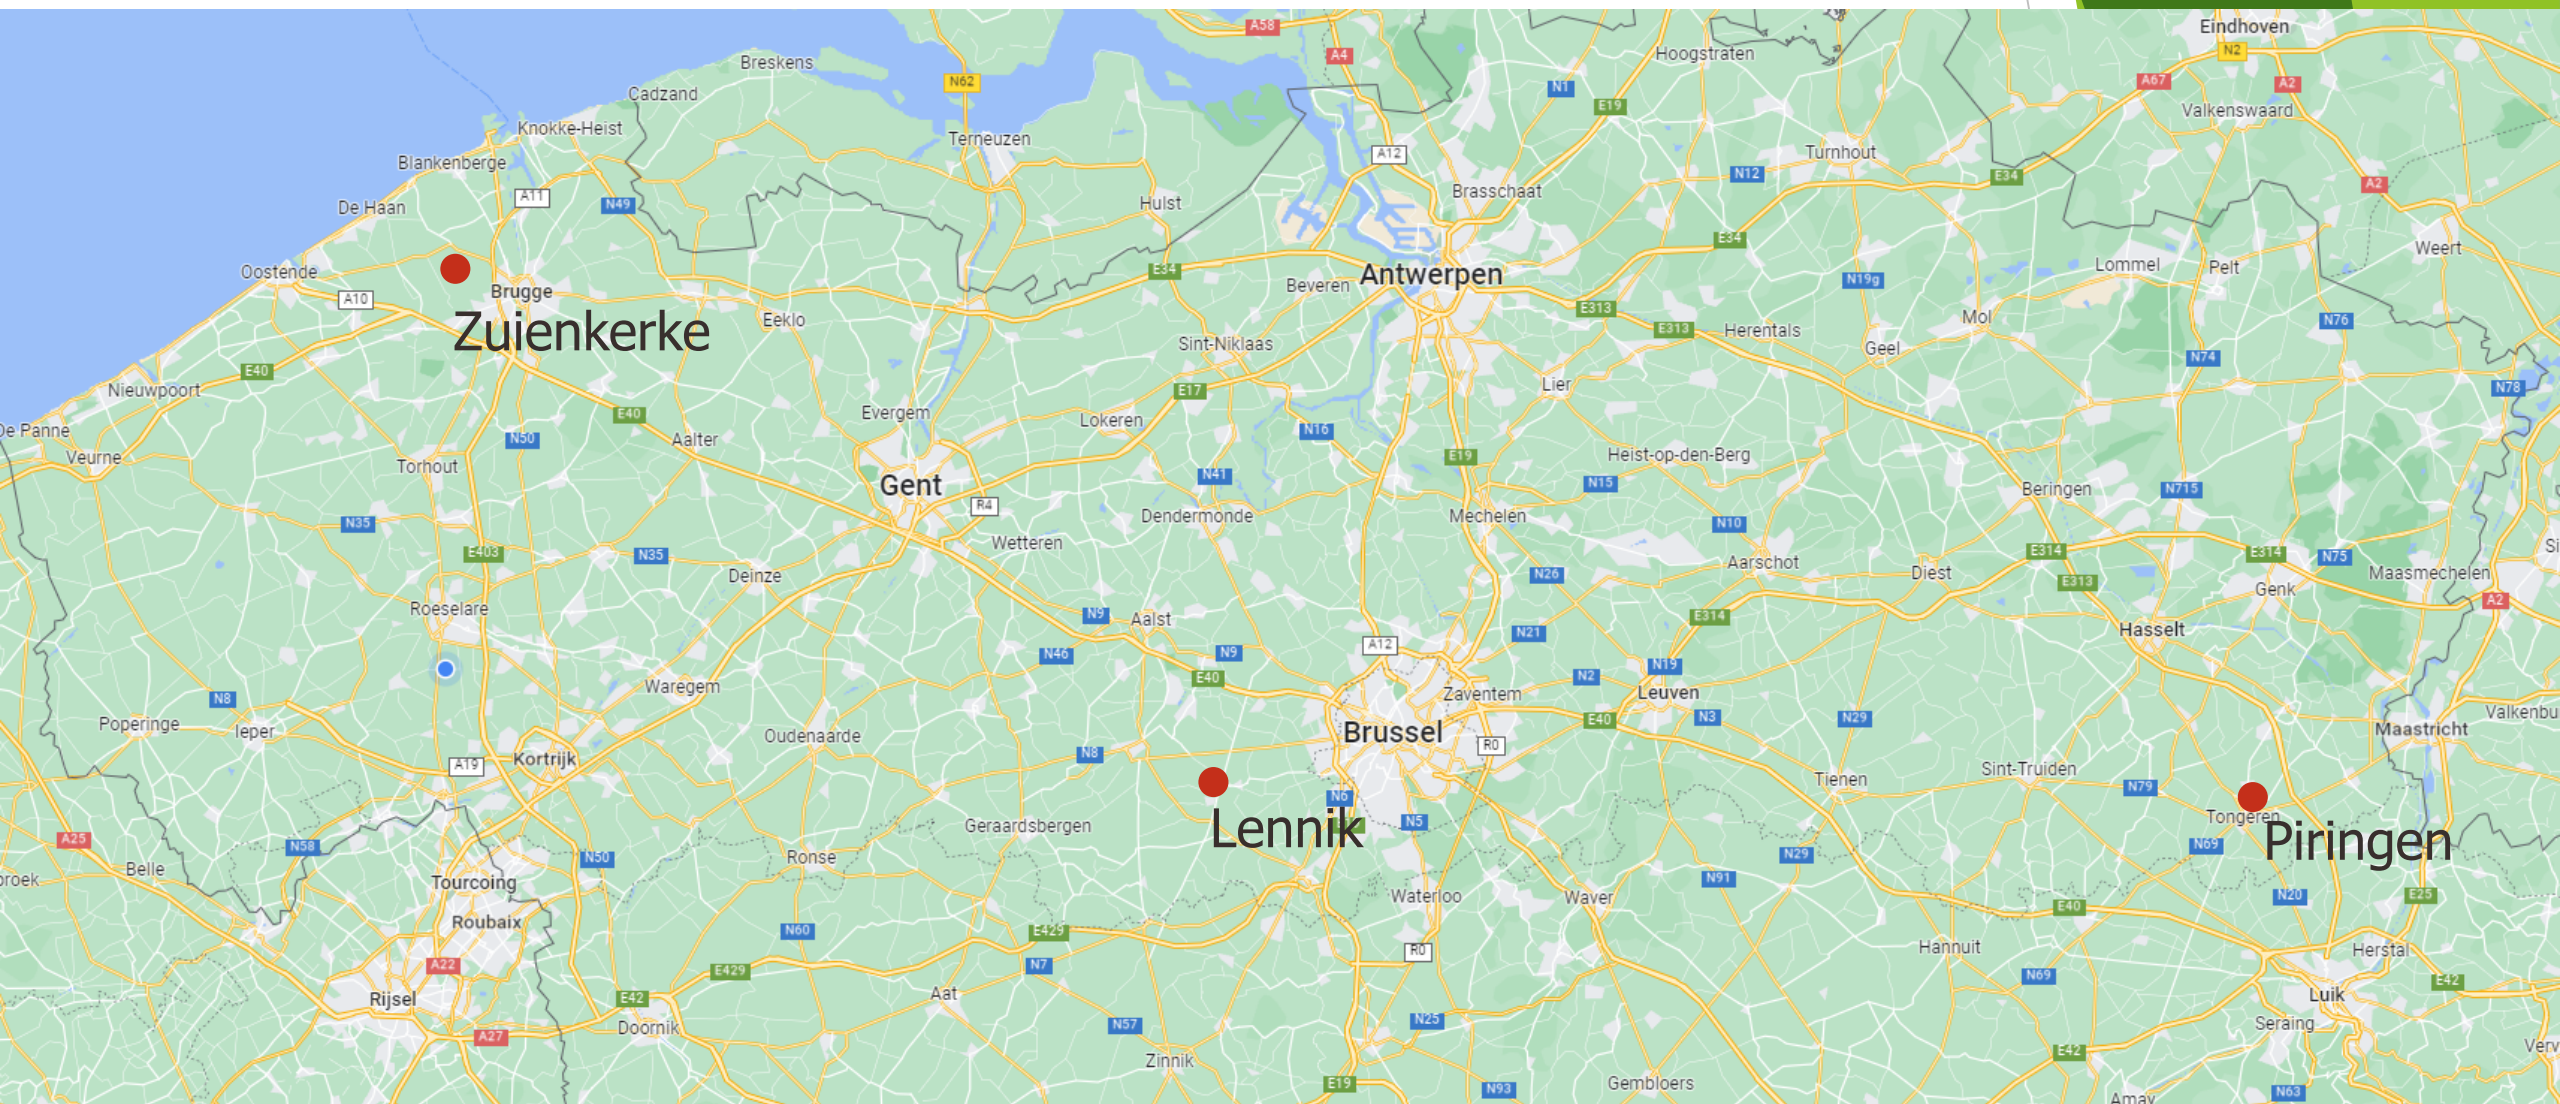 A58
Eindhoven
A4
Hoogstraten
N2
Breskens
N62
N1
A67
A2
Cadzand
E19
Valkenswaard
Knokke-Heist
Terneuzen
A12
Turnhout
Blankenberge
N12
E34
A2
A11
Brasschaat
De Haan
N49
Hulst
E34
Weert
Oostende
E34
Antwerpen
Lommel
Pelt
N19g
Beveren
Brugge
A10
E313
Eeklo
Mol
N76
Zuienkerke
E313
Herentals
Sint-Niklaas
Geel
N74
E40
Nieuwpoort
E17
Lier
N78
Evergem
E40
Lokeren
De Panne
N50
Aalter
N16
Veurne
Torhout
E19
Heist-op-den-Berg
N41
Gent
N15
Beringen
N715
R4
N35
Dendermonde
Mechelen
N10
Wetteren
E403
N35
E314
E314
N75
Aarschot
Deinze
N26
Diest
Maasmechelen
E313
Genk
Roeselare
N9
Aalst
E314
A2
Hasselt
N21
A12
N46
N9
N19
E40
N2
Waregem
Zaventem
Leuven
N8
Poperinge
Ieper
Oudenaarde
Brussel
E40
N3
N29
Valkenbu
Maastricht
R0
N8
Kortrijk
A19
Sint-Truiden
Tienen
N79
N6
Tongeren
Geraardsbergen
Lennik
N5
Piringen
A25
N58
N69
Ronse
N50
N29
Belle
roek
Tourcoing
N91
Waterloo
Waver
N20
E25
Roubaix
E40
N60
E429
Hannuit
Herstal
R0
A22
E429
N7
N69
E42
Rijsel
E42
Aat
Luik
Doornik
N57
N25
Seraing
A27
Zinnik
E42
Verv
E19
N93
Gembloers
N63
Amay